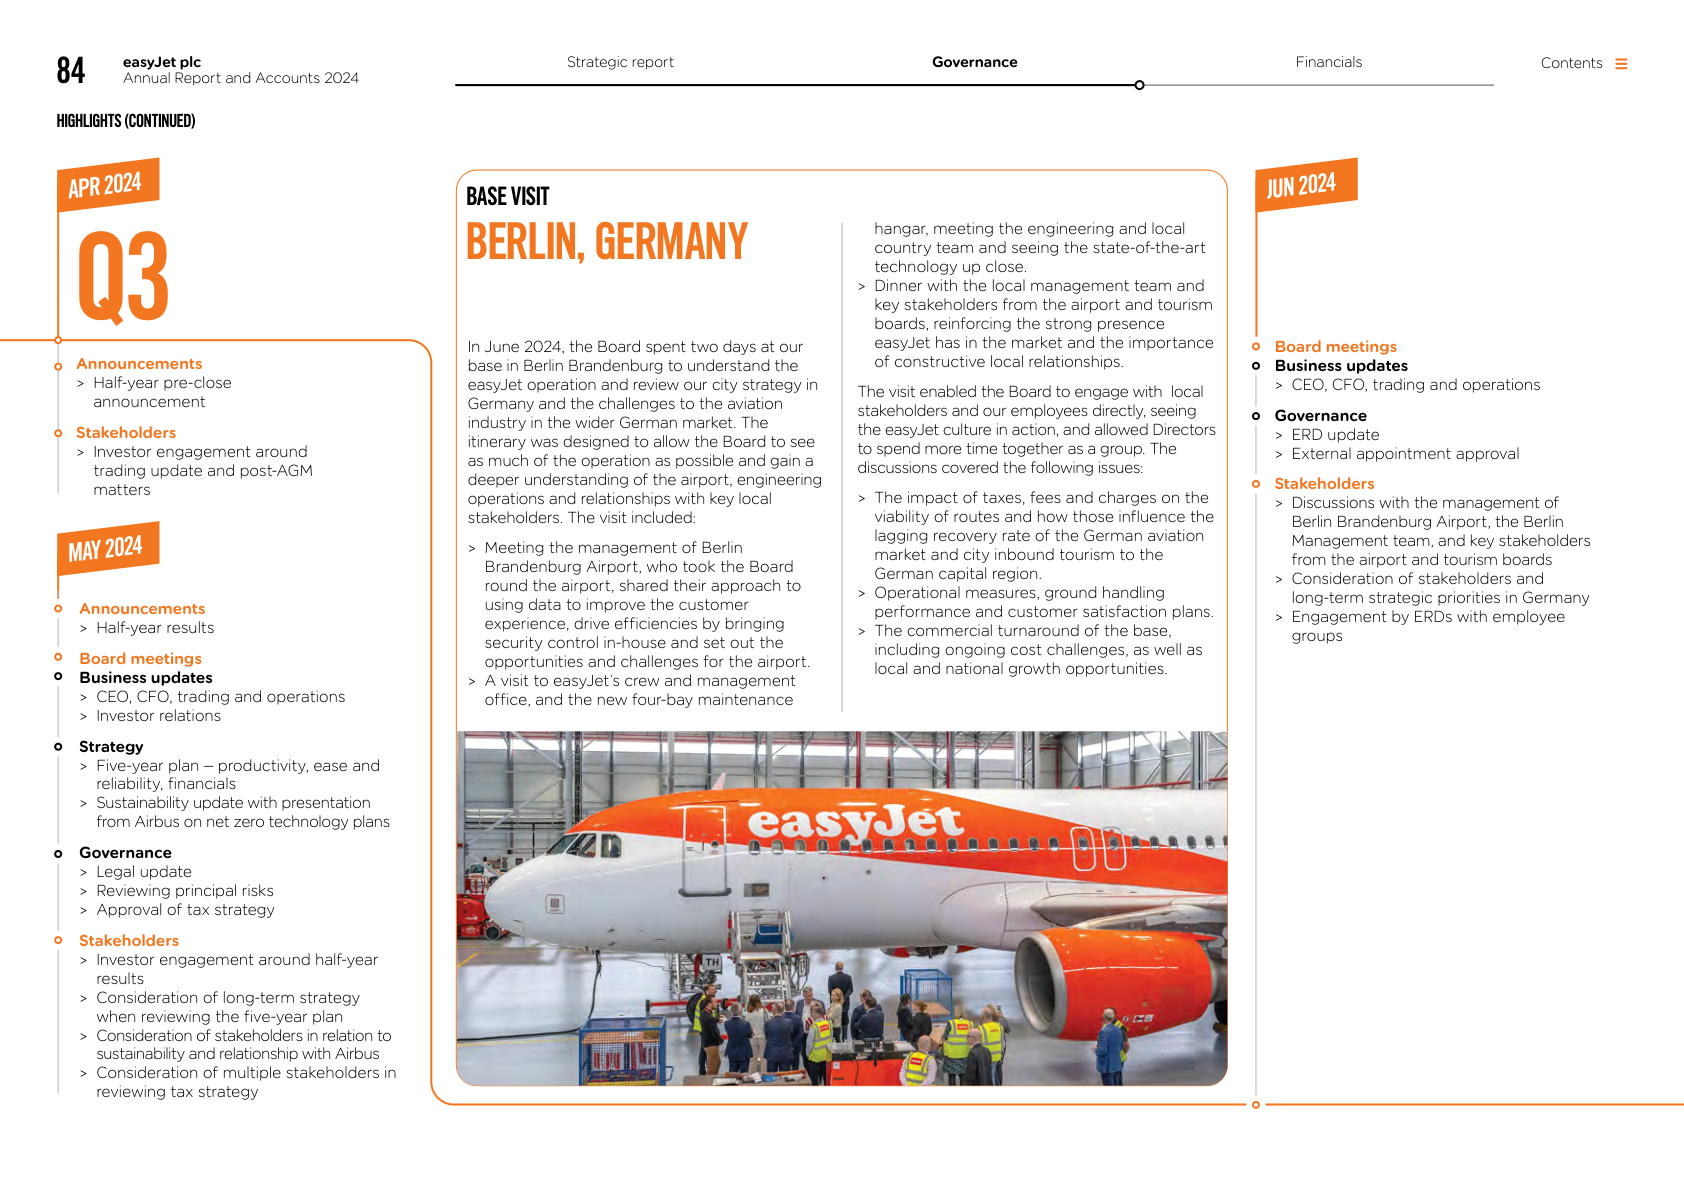 84
easyJet plc
Annual Report and Accounts 2024
Strategic report
Governance
Financials
Contents
HIGHLIGHTS (CONTINUED)
APR 2024
Q3
Announcements
> Half-year pre-close
announcement
Stakeholders
> Investor engagement around
trading update and post-AGM
matters
MAY 2024
Announcements
> Half-year results
Board meetings
Business updates
> CEO, CFO, trading and operations
> Investor relations
Strategy
> Five-year plan – productivity, ease and
reliability, financials
> Sustainability update with presentation
from Airbus on net zero technology plans
Governance
> Legal update
> Reviewing principal risks
> Approval of tax strategy
Stakeholders
> Investor engagement around half-year
results
> Consideration of long-term strategy
when reviewing the five-year plan
> Consideration of stakeholders in relation to
sustainability and relationship with Airbus
> Consideration of multiple stakeholders in
reviewing tax strategy
BASE VISIT
BERLIN, GERMANY
In June 2024, the Board spent two days at our
base in Berlin Brandenburg to understand the
easyJet operation and review our city strategy in
Germany and the challenges to the aviation
industry in the wider German market. The
itinerary was designed to allow the Board to see
as much of the operation as possible and gain a
deeper understanding of the airport, engineering
operations and relationships with key local
stakeholders. The visit included:
> Meeting the management of Berlin
Brandenburg Airport, who took the Board
round the airport, shared their approach to
using data to improve the customer
experience, drive efficiencies by bringing
security control in-house and set out the
opportunities and challenges for the airport.
> A visit to easyJet's crew and management
office, and the new four-bay maintenance
hangar, meeting the engineering and local
country team and seeing the state-of-the-art
technology up close.
> Dinner with the local management team and
key stakeholders from the airport and tourism
boards, reinforcing the strong presence
easyJet has in the market and the importance
of constructive local relationships.
The visit enabled the Board to engage with local
stakeholders and our employees directly, seeing
the easyJet culture in action, and allowed Directors
to spend more time together as a group. The
discussions covered the following issues:
> The impact of taxes, fees and charges on the
viability of routes and how those influence the
lagging recovery rate of the German aviation
market and city inbound tourism to the
German capital region.
> Operational measures, ground handling
performance and customer satisfaction plans.
> The commercial turnaround of the base,
including ongoing cost challenges, as well as
local and national growth opportunities.
easyJet
TH
JUN 2024
Board meetings
Business updates
> CEO, CFO, trading and operations
Governance
> ERD update
> External appointment approval
Stakeholders
> Discussions with the management of
Berlin Brandenburg Airport, the Berlin
Management team, and key stakeholders
from the airport and tourism boards
> Consideration of stakeholders and
long-term strategic priorities in Germany
> Engagement by ERDs with employee
groups